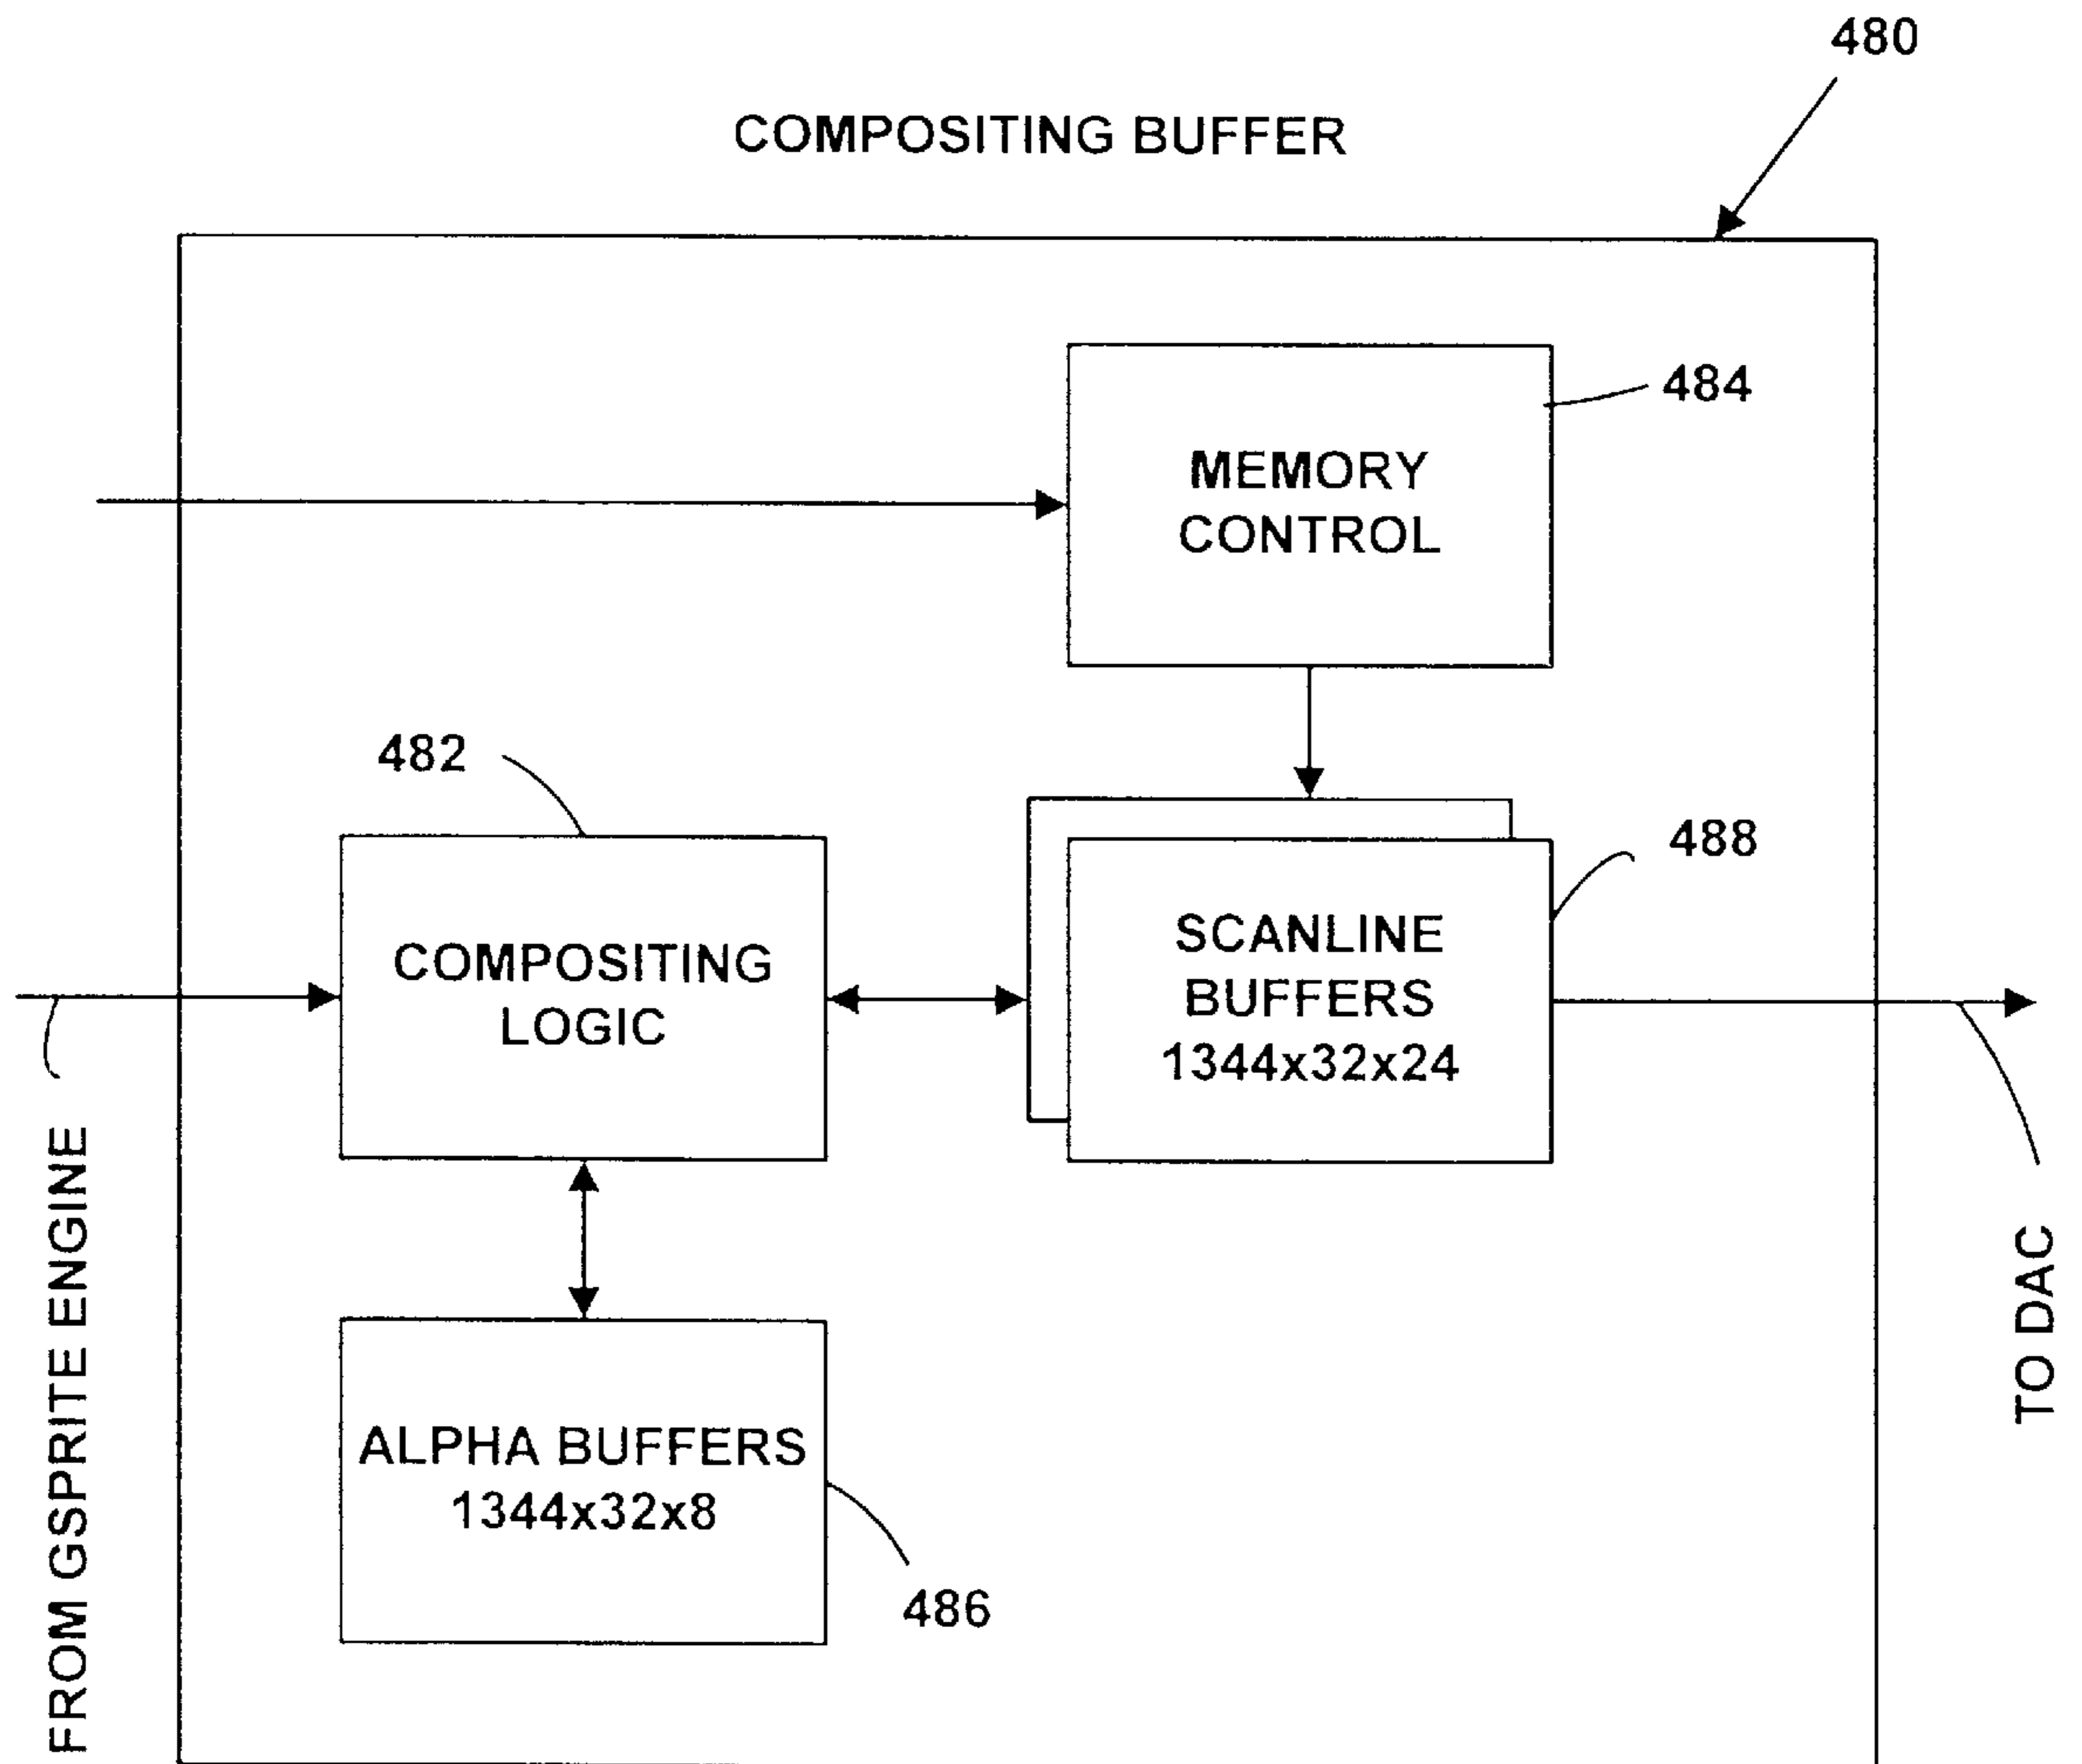 480
COMPOSITING BUFFER
484
MEMORY
CONTROL
482
488
COMPOSITING
LOGIC
SCANLINE
BUFFERS
1344x32x24
FROM GSPRITE ENGINE
TO DAC
ALPHA BUFFERS
1344x32x8
486